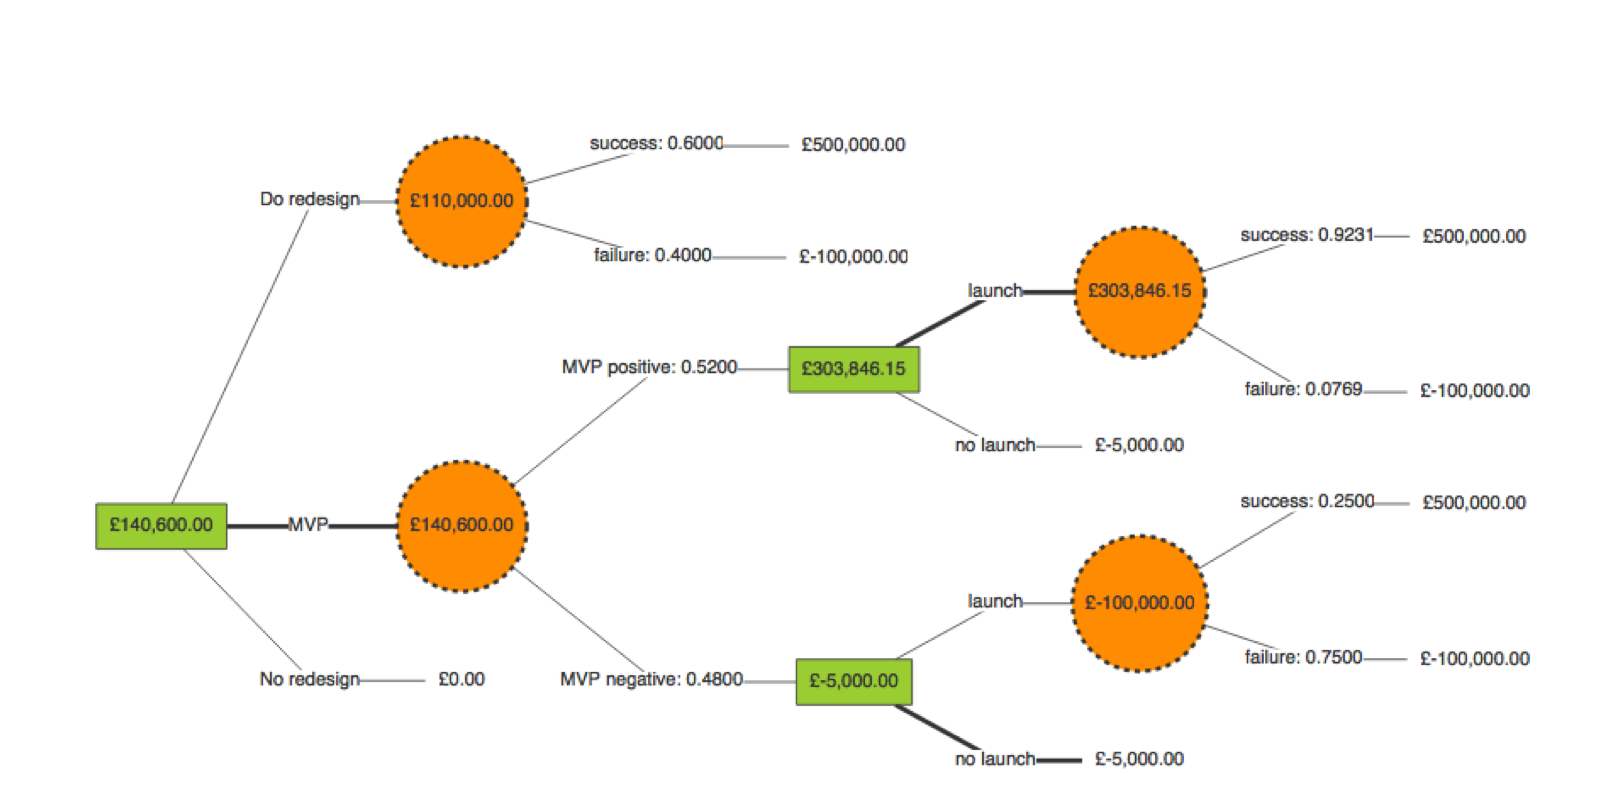 success: 0.6000 £500,000.00
Do redesign £110,000.00
failure: 0.4000 £-100,000.00
success: 0.9231 £500,000.00
launch £303,846.15
MVP positive: 0.5200 £303,846.15
failure: 0.0769 £-100,000.00
no launch £-5,000.00
success: 0.2500 £500,000.00
£140,600.00 MVP £140,600.00
launch £-100,000.00
failure: 0.7500 £-100,000.00
No redesign £0.00
MVP negative: 0.4800 £-5,000.00
no launch £-5,000.00